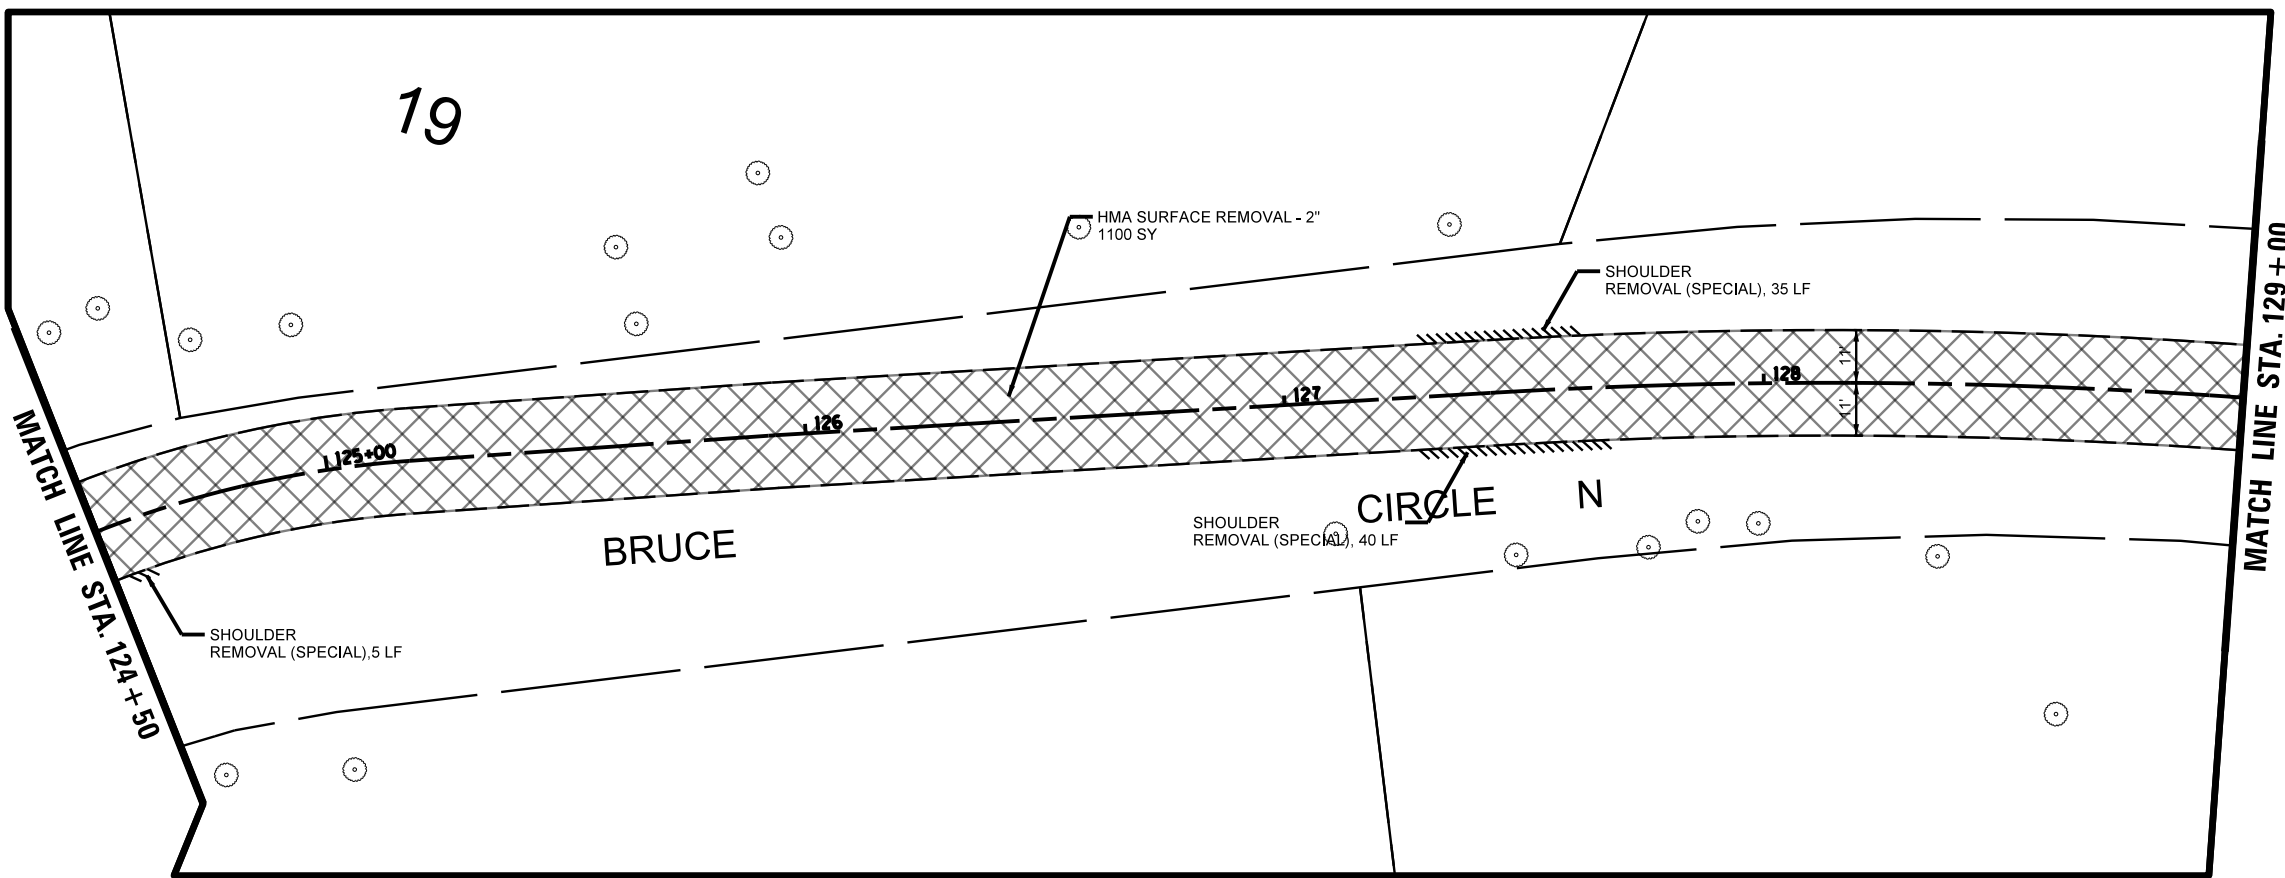 19
HMA SURFACE REMOVAL - 2"
1100 SY
SHOULDER
REMOVAL (SPECIAL), 35 LF
MATCH LINE STA. 129+00
11'
11'
128
127
126
125+00
MATCH LINE STA. 124+50
BRUCE CIRCLE N
SHOULDER
REMOVAL (SPECIAL), 40 LF
SHOULDER
REMOVAL (SPECIAL),5 LF